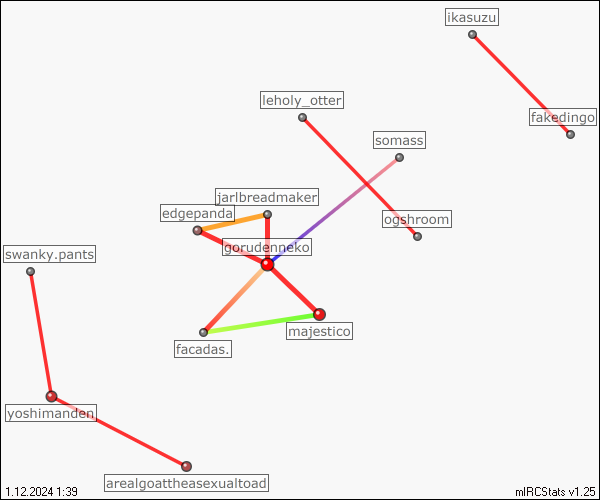 ikasuzu
leholy_otter
fakedingo
somass
jarlbreadmaker
edgepanda
ogshroom
gorudenneko
swanky.pants
majestico
facadas.
yoshimanden
arealgoattheasexualtoad
1.12.2024 1:39
mIRCStats v1.25